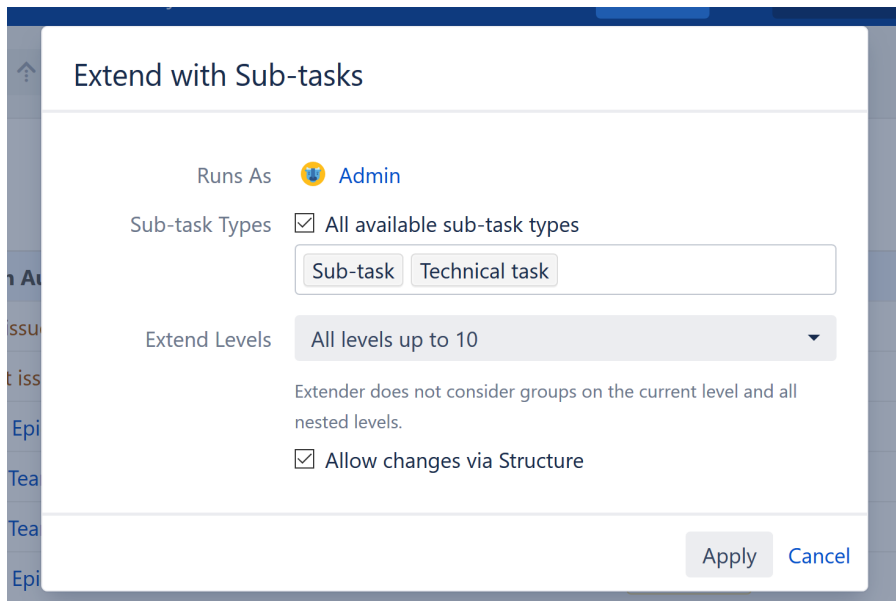 Extend with Sub-tasks
Runs As Admin
Sub-task Types All available sub-task types
Sub-task Technical task
Extend Levels All levels up to 10
Extender does not consider groups on the current level and all
nested levels.
Allow changes via Structure
Apply Cancel